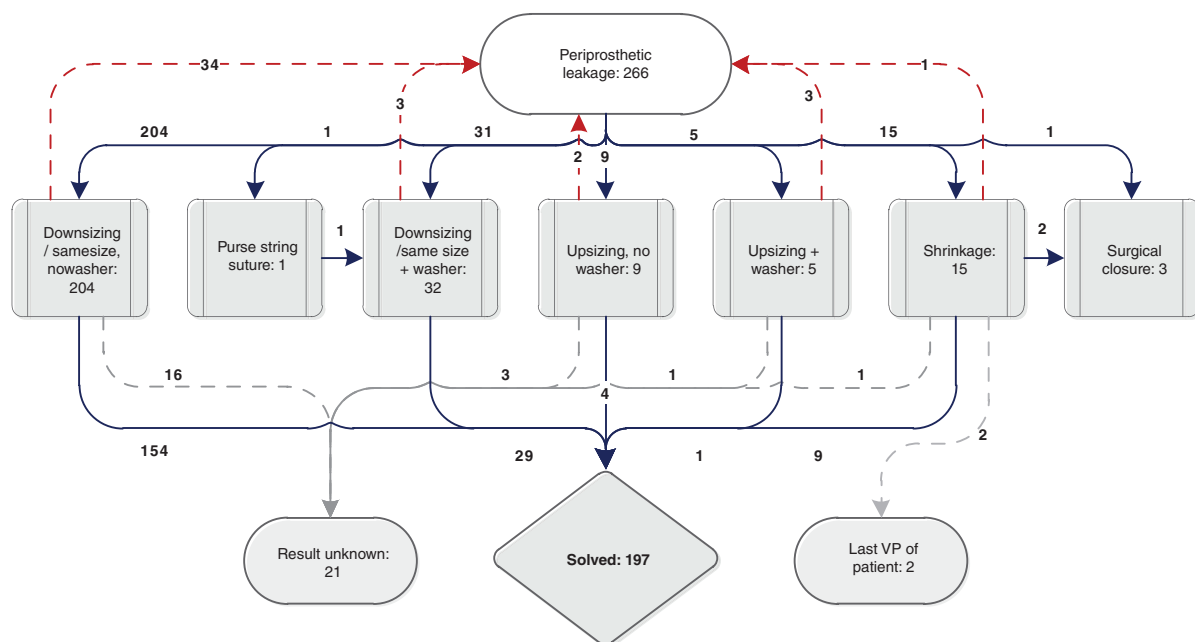 Periprosthetic
leakage: 266
34
1
3
3
204
1
31
2
9
5
15
1
Downsizing
/ samesize,
nowasher:
204
Purse string
suture: 1
1
Downsizing
/same size
+ washer:
32
Upsizing, no
washer: 9
Upsizing +
washer: 5
Shrinkage:
15
2
Surgical
closure: 3
16
3
1
1
4
154
29
1
9
2
Result unknown:
21
Solved: 197
Last VP of
patient: 2